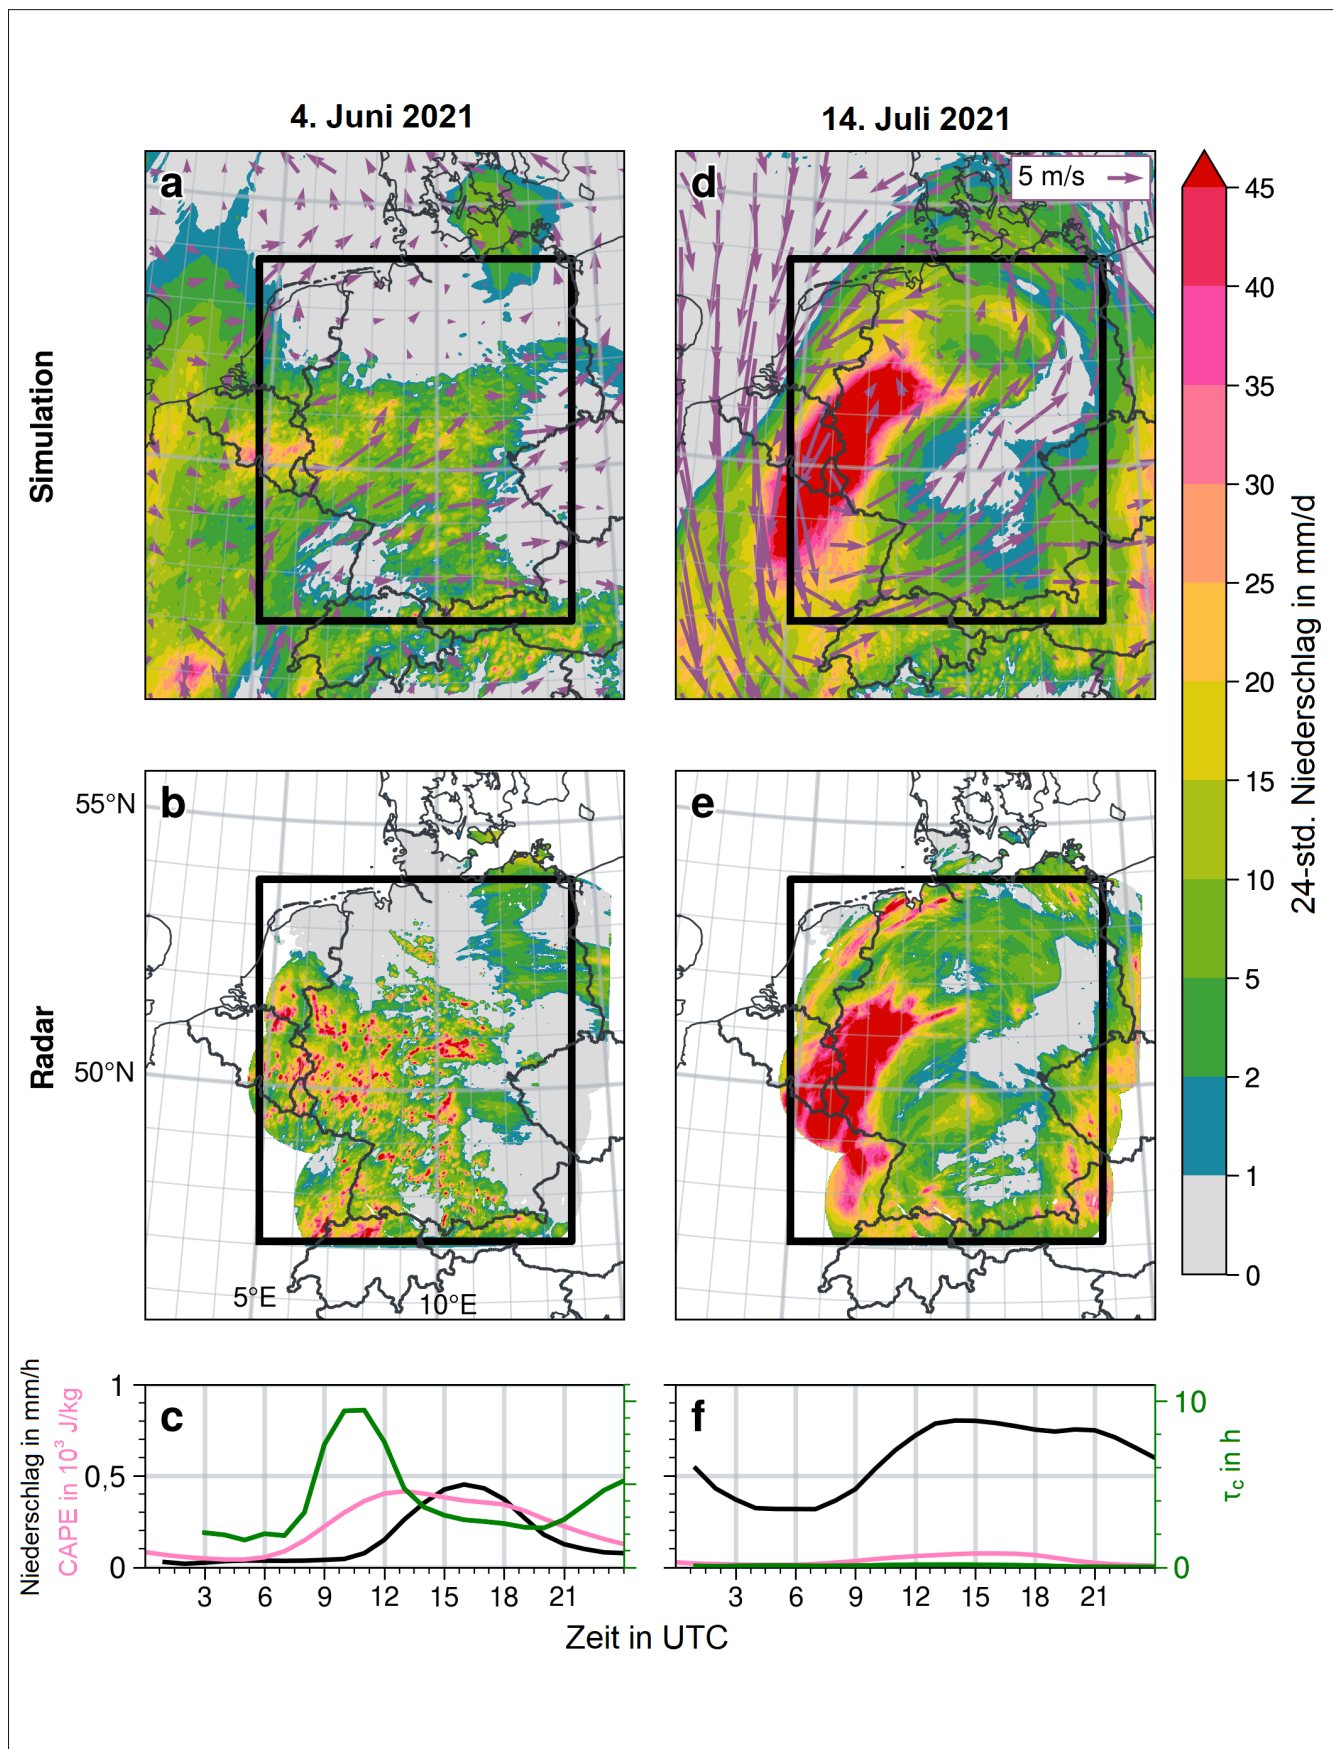 4. Juni 2021
14. Juli 2021
Simulation
a
d
5 m/s
45
40
35
30
25
20
15
10
5
2
1
0
24-std. Niederschlag in mm/d
Radar
55°N
50°N
b
5°E
10°E
e
Niederschlag in mm/h
CAPE in 10³ J/kg
1
0,5
0
c
3 6 9 12 15 18 21
f
3 6 9 12 15 18 21
10
0
τc in h
Zeit in UTC